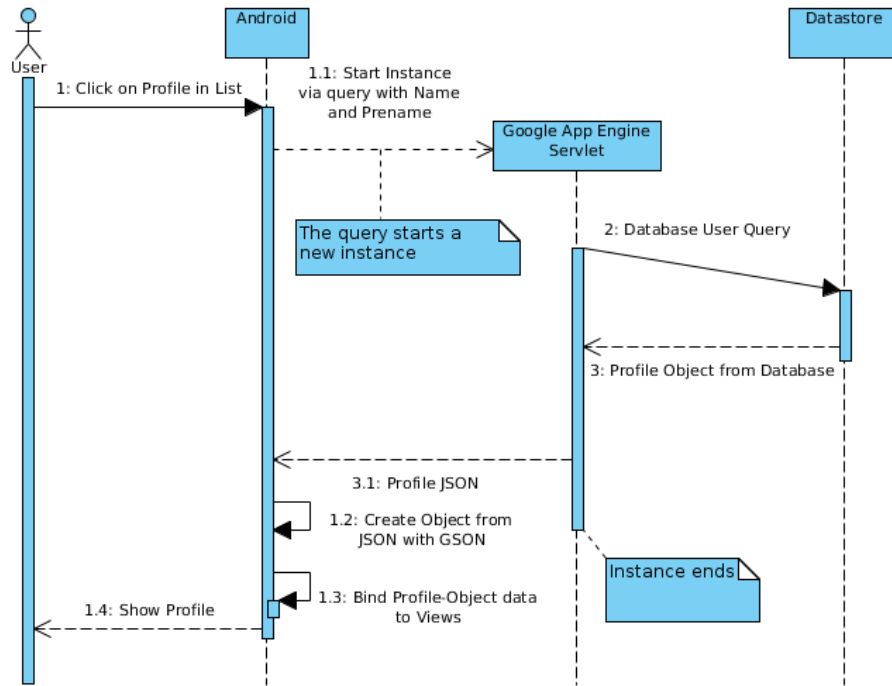 User
Android
Datastore
1: Click on Profile in List
1.1: Start Instance
via query with Name
and Prename
Google App Engine
Servlet
The query starts a
new instance
2: Database User Query
3: Profile Object from Database
3.1: Profile JSON
1.2: Create Object from
JSON with GSON
Instance ends
1.3: Bind Profile-Object data
to Views
1.4: Show Profile